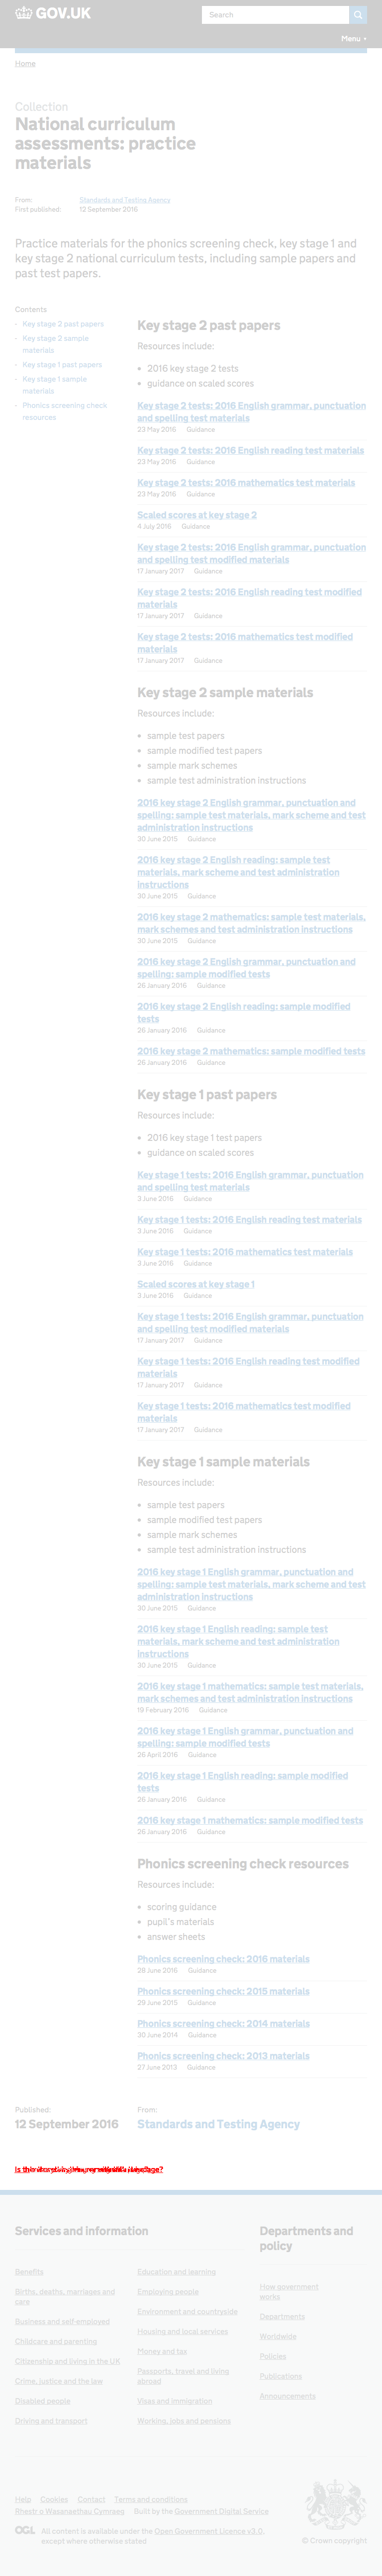 GOV.UK
Search
Menu
Home
Collection
National curriculum
assessments: practice
materials
From: Standards and Testing Agency
First published: 12 September 2016
Practice materials for the phonics screening check, key stage 1 and
key stage 2 national curriculum tests, including sample papers and
past test papers.
Contents
Key stage 2 past papers
Key stage 2 sample
materials
Key stage 1 past papers
Key stage 1 sample
materials
Phonics screening check
resources
Key stage 2 past papers
Resources include:
2016 key stage 2 tests
guidance on scaled scores
Key stage 2 tests: 2016 English grammar, punctuation
and spelling test materials
23 May 2016 Guidance
Key stage 2 tests: 2016 English reading test materials
23 May 2016 Guidance
Key stage 2 tests: 2016 mathematics test materials
23 May 2016 Guidance
Scaled scores at key stage 2
4 July 2016 Guidance
Key stage 2 tests: 2016 English grammar, punctuation
and spelling test modified materials
17 January 2017 Guidance
Key stage 2 tests: 2016 English reading test modified
materials
17 January 2017 Guidance
Key stage 2 tests: 2016 mathematics test modified
materials
17 January 2017 Guidance
Key stage 2 sample materials
Resources include:
sample test papers
sample modified test papers
sample mark schemes
sample test administration instructions
2016 key stage 2 English grammar, punctuation and
spelling: sample test materials, mark scheme and test
administration instructions
30 June 2015 Guidance
2016 key stage 2 English reading: sample test
materials, mark scheme and test administration
instructions
30 June 2015 Guidance
2016 key stage 2 mathematics: sample test materials,
mark schemes and test administration instructions
30 June 2015 Guidance
2016 key stage 2 English grammar, punctuation and
spelling: sample modified tests
26 January 2016 Guidance
2016 key stage 2 English reading: sample modified
tests
26 January 2016 Guidance
2016 key stage 2 mathematics: sample modified tests
26 January 2016 Guidance
Key stage 1 past papers
Resources include:
2016 key stage 1 test papers
guidance on scaled scores
Key stage 1 tests: 2016 English grammar, punctuation
and spelling test materials
3 June 2016 Guidance
Key stage 1 tests: 2016 English reading test materials
3 June 2016 Guidance
Key stage 1 tests: 2016 mathematics test materials
3 June 2016 Guidance
Scaled scores at key stage 1
3 June 2016 Guidance
Key stage 1 tests: 2016 English grammar, punctuation
and spelling test modified materials
17 January 2017 Guidance
Key stage 1 tests: 2016 English reading test modified
materials
17 January 2017 Guidance
Key stage 1 tests: 2016 mathematics test modified
materials
17 January 2017 Guidance
Key stage 1 sample materials
Resources include:
sample test papers
sample modified test papers
sample mark schemes
sample test administration instructions
2016 key stage 1 English grammar, punctuation and
spelling: sample test materials, mark scheme and test
administration instructions
30 June 2015 Guidance
2016 key stage 1 English reading: sample test
materials, mark scheme and test administration
instructions
30 June 2015 Guidance
2016 key stage 1 mathematics: sample test materials,
mark schemes and test administration instructions
19 February 2016 Guidance
2016 key stage 1 English grammar, punctuation and
spelling: sample modified tests
26 April 2016 Guidance
2016 key stage 1 English reading: sample modified
tests
26 January 2016 Guidance
2016 key stage 1 mathematics: sample modified tests
26 January 2016 Guidance
Phonics screening check resources
Resources include:
scoring guidance
pupil's materials
answer sheets
Phonics screening check: 2016 materials
28 June 2016 Guidance
Phonics screening check: 2015 materials
29 June 2015 Guidance
Phonics screening check: 2014 materials
30 June 2014 Guidance
Phonics screening check: 2013 materials
27 June 2013 Guidance
Published: From:
12 September 2016 Standards and Testing Agency
Is th
Services and information
Departments and
policy
Benefits
Births, deaths, marriages and
care
Business and self-employed
Childcare and parenting
Citizenship and living in the UK
Crime, justice and the law
Disabled people
Driving and transport
Education and learning
Employing people
Environment and countryside
Housing and local services
Money and tax
Passports, travel and living
abroad
Visas and immigration
Working, jobs and pensions
How government
works
Departments
Worldwide
Policies
Publications
Announcements
Help Cookies Contact Terms and conditions
Rhestr o Wasanaethau Cymraeg Built by the Government Digital Service
OGL All content is available under the Open Government Licence v3.0,
except where otherwise stated
© Crown copyright